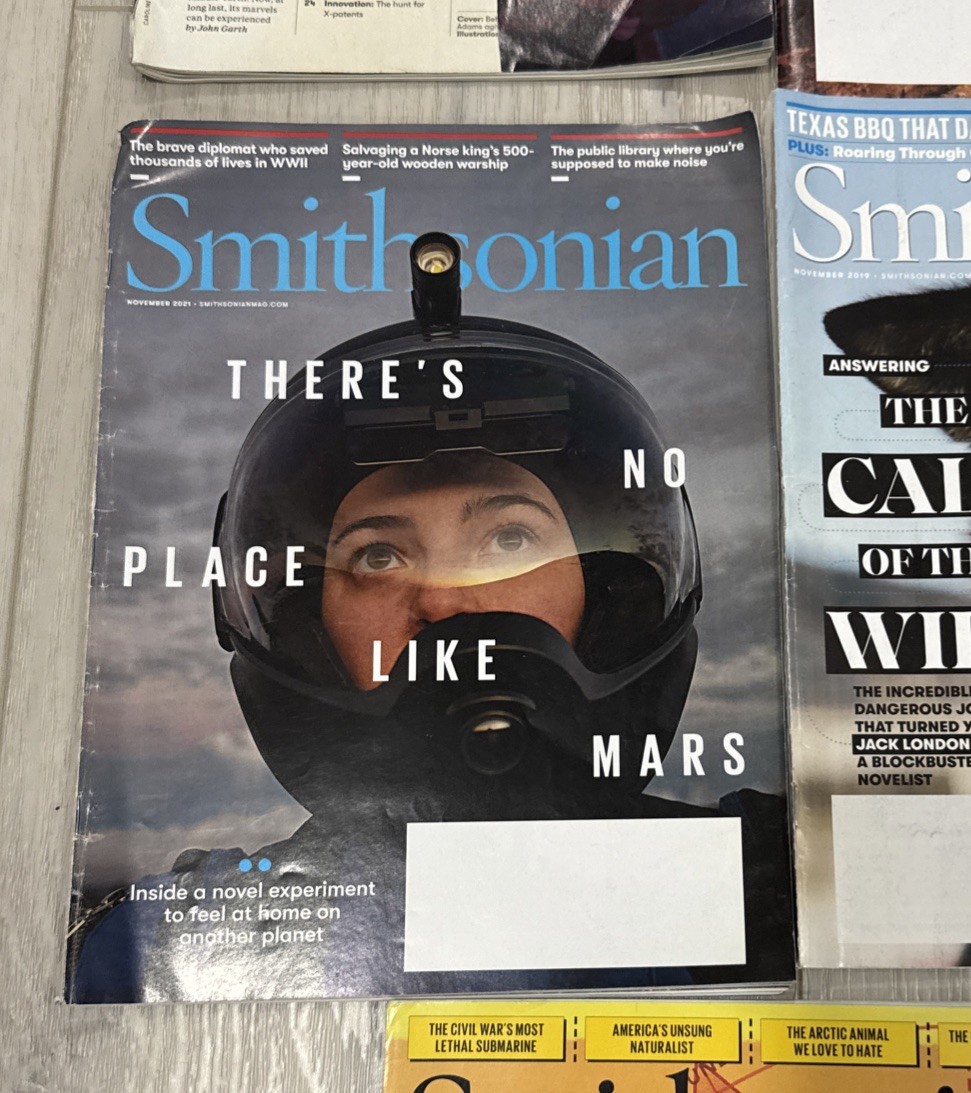 long last, its marvels
can be experienced
by John Garth
24 Innovation: The hunt for
X-patents
Cover:
Adams
The brave diplomat who saved
thousands of lives in WWII
Salvaging a Norse king's 500-
year-old wooden warship
The public library where you're
supposed to make noise
Smithsonian
NOVEMBER 2021 • SMITHSONIANMAG.COM
THERE'S
NO
PLACE
LIKE
MARS
Inside a novel experiment
to feel at home on
another planet
TEXAS BBQ THAT D
PLUS: Roaring Through
Smi
NOVEMBER 2019 • SMITHSONIAN.COM
ANSWERING
THE
CAL
OF TH
WI
THE INCREDIBL
DANGEROUS JO
THAT TURNED Y
JACK LONDON
A BLOCKBUSTE
NOVELIST
THE CIVIL WAR'S MOST
LETHAL SUBMARINE
AMERICA'S UNSUNG
NATURALIST
THE ARCTIC ANIMAL
WE LOVE TO HATE
THE